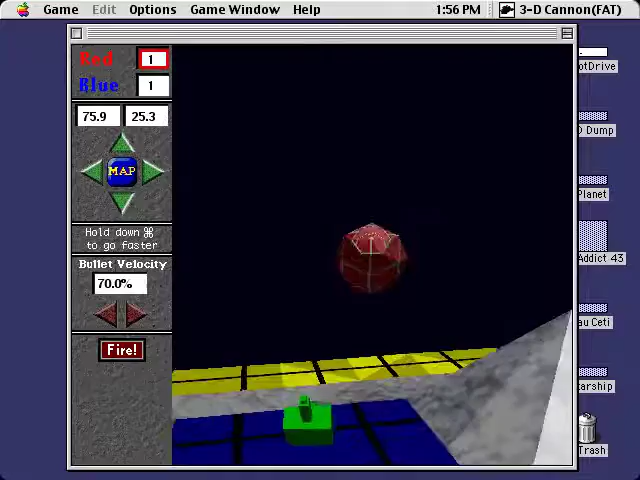 Game Edit Options Game Window Help 1:56 PM 3-D Cannon(FAT)
Red 1
Blue 1
75.9 25.3
MAP
Hold down ⌘
to go faster
Bullet Velocity
70.0%
Fire!
otDrive
D Dump
Planet
Addict 43
au Ceti
arship
Trash